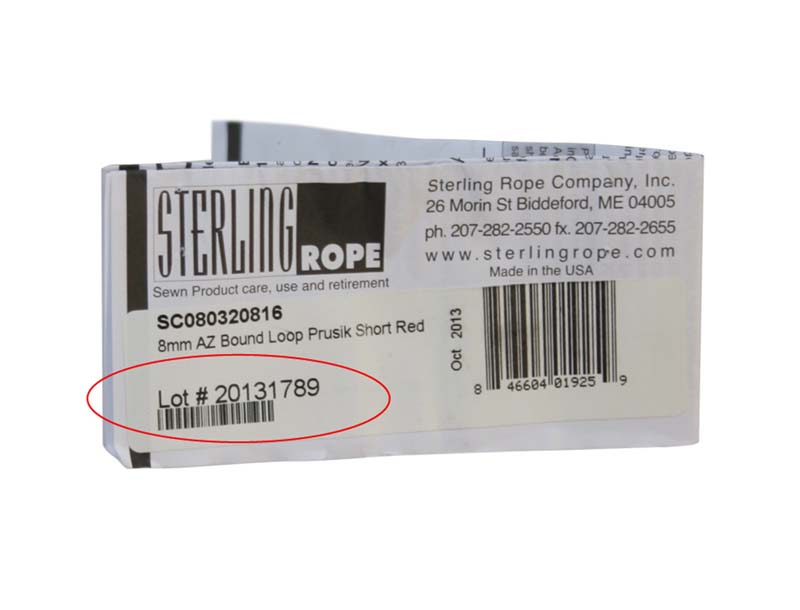 STERLING ROPE
Sewn Product care, use and retirement
Sterling Rope Company, Inc.
26 Morin St Biddeford, ME 04005
ph. 207-282-2550 fx. 207-282-2655
www.sterlingrope.com
Made in the USA
SC080320816
8mm AZ Bound Loop Prusik Short Red
Lot # 20131789
Oct 2013
8 46604 01925 9